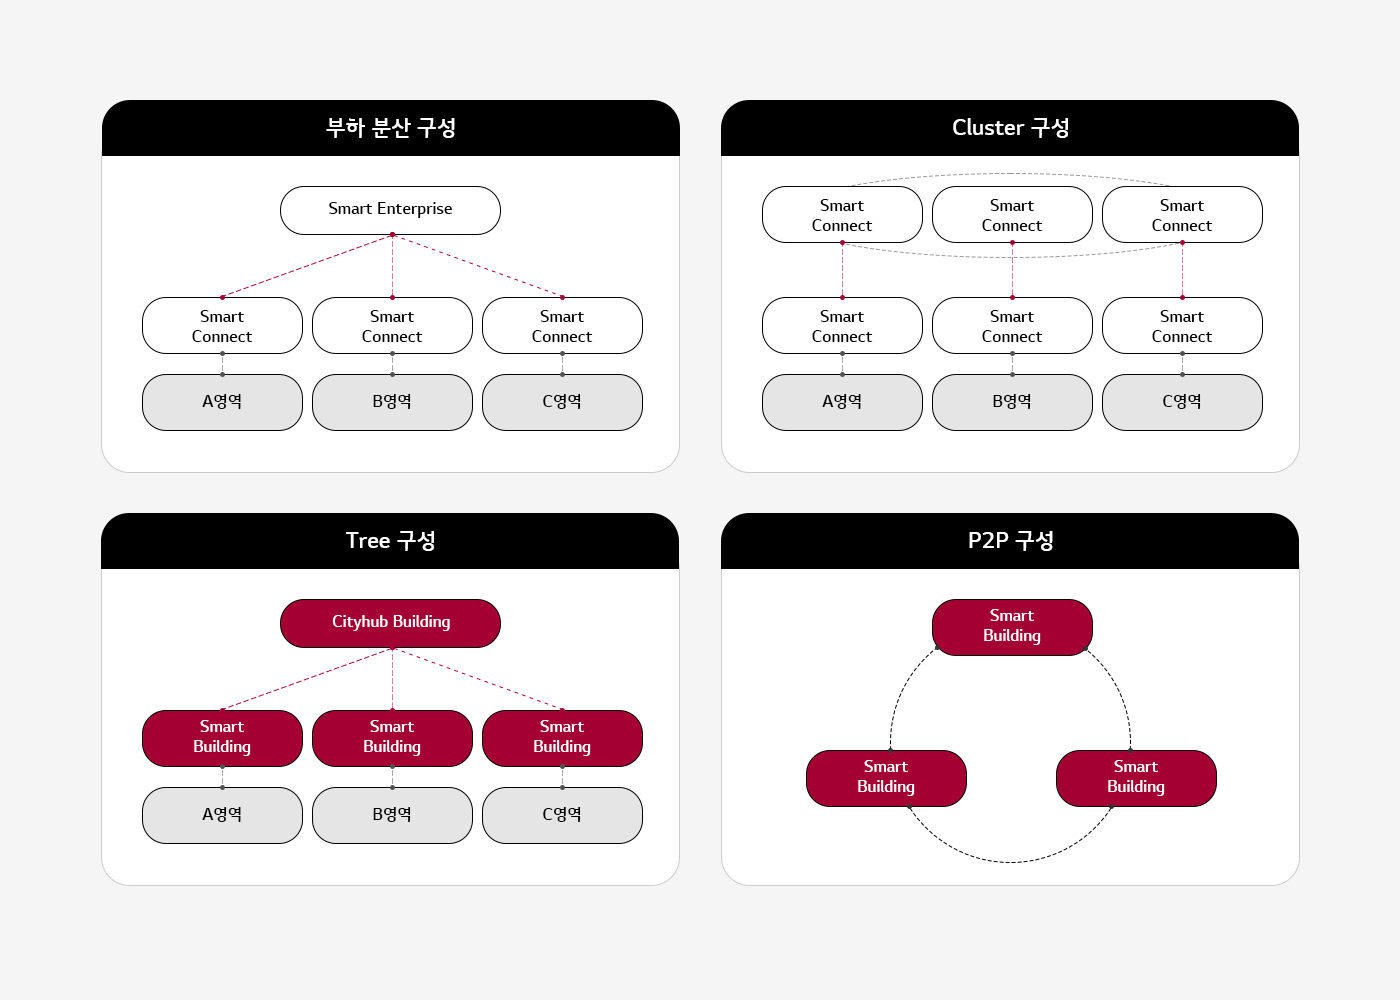 부하 분산 구성
Smart Enterprise
Smart
Connect
Smart
Connect
Smart
Connect
A영역
B영역
C영역
Cluster 구성
Smart
Connect
Smart
Connect
Smart
Connect
Smart
Connect
Smart
Connect
Smart
Connect
A영역
B영역
C영역
Tree 구성
Cityhub Building
Smart
Building
Smart
Building
Smart
Building
A영역
B영역
C영역
P2P 구성
Smart
Building
Smart
Building
Smart
Building